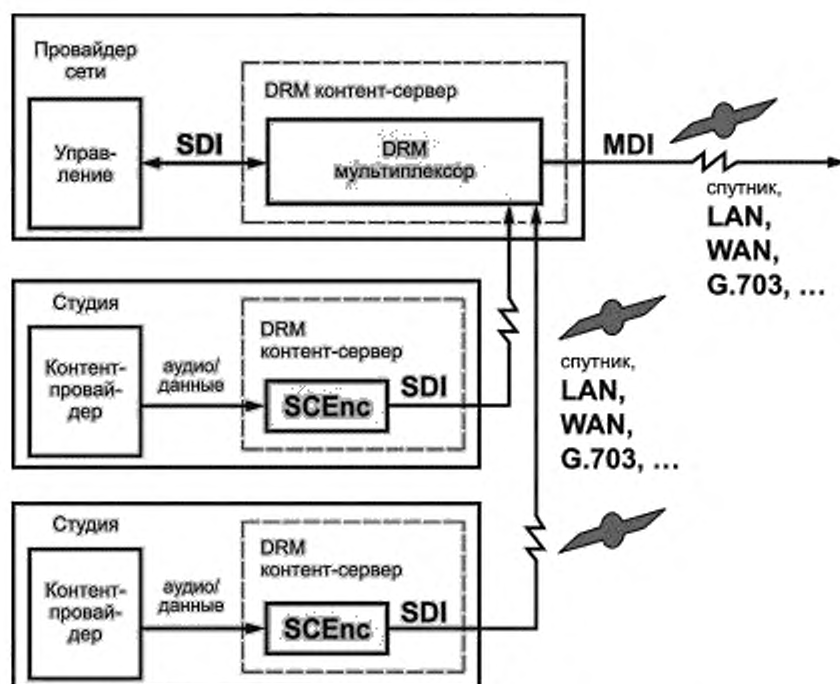 Провайдер
сети
DRM контент-сервер
Управ-
ление
SDI
DRM
мультиплексор
MDI
спутник,
LAN,
WAN,
G.703, ...
Студия
Контент-
провай-
дер
аудио/
данные
DRM
контент-сервер
SCEnc
SDI
спутник,
LAN,
WAN,
G.703, ...
Студия
Контент-
провай-
дер
аудио/
данные
DRM
контент-сервер
SCEnc
SDI